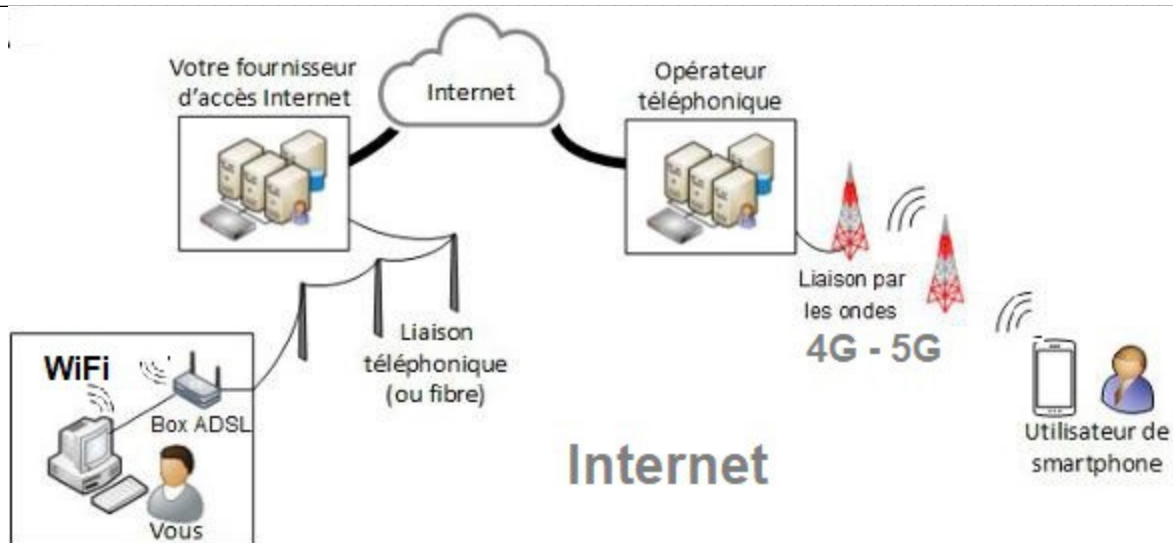 Votre fournisseur
d'accès Internet
Internet
Opérateur
téléphonique
Liaison par
les ondes
4G - 5G
Liaison
téléphonique
(ou fibre)
WiFi
Box ADSL
Vous
Internet
Utilisateur de
smartphone